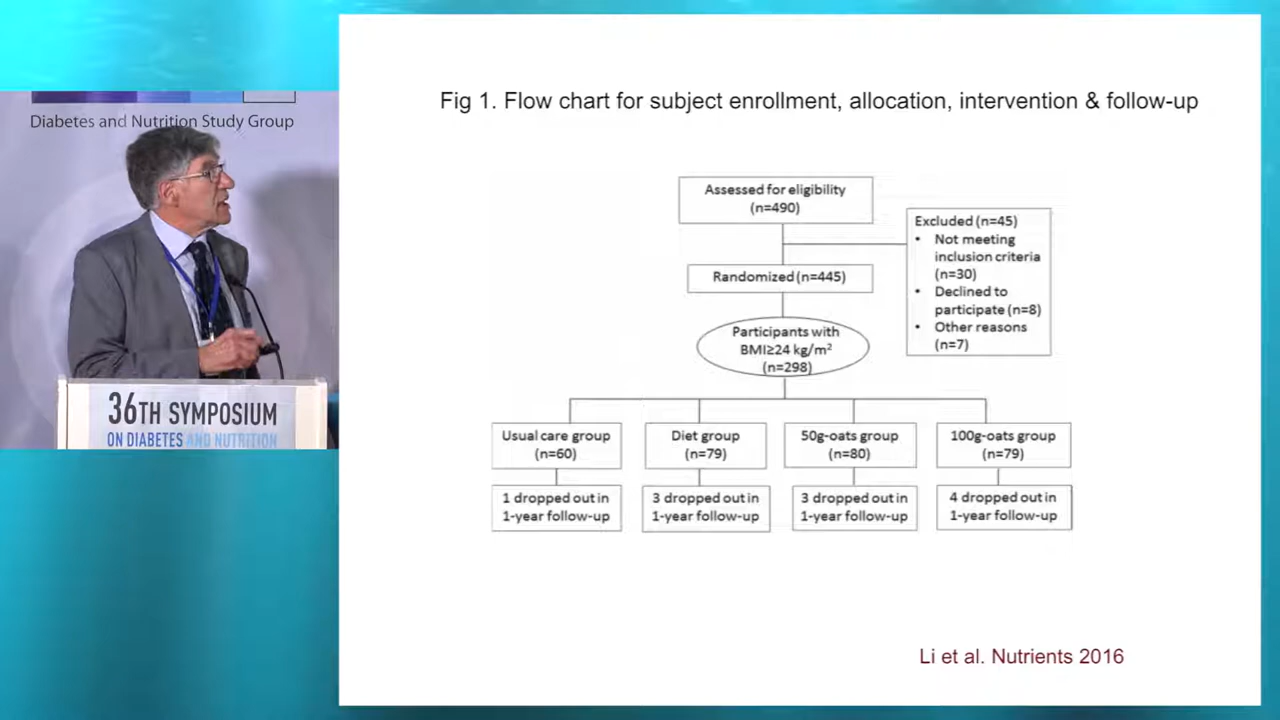 Diabetes and Nutrition Study Group
36TH SYMPOSIUM
ON DIABETES AND NUTRITION
Fig 1. Flow chart for subject enrollment, allocation, intervention & follow-up
Assessed for eligibility
(n=490)
Excluded (n=45)
• Not meeting
inclusion criteria
(n=30)
• Declined to
participate (n=8)
• Other reasons
(n=7)
Randomized (n=445)
Participants with
BMI≥24 kg/m²
(n=298)
Usual care group
(n=60)
Diet group
(n=79)
50g-oats group
(n=80)
100g-oats group
(n=79)
1 dropped out in
1-year follow-up
3 dropped out in
1-year follow-up
3 dropped out in
1-year follow-up
4 dropped out in
1-year follow-up
Li et al. Nutrients 2016